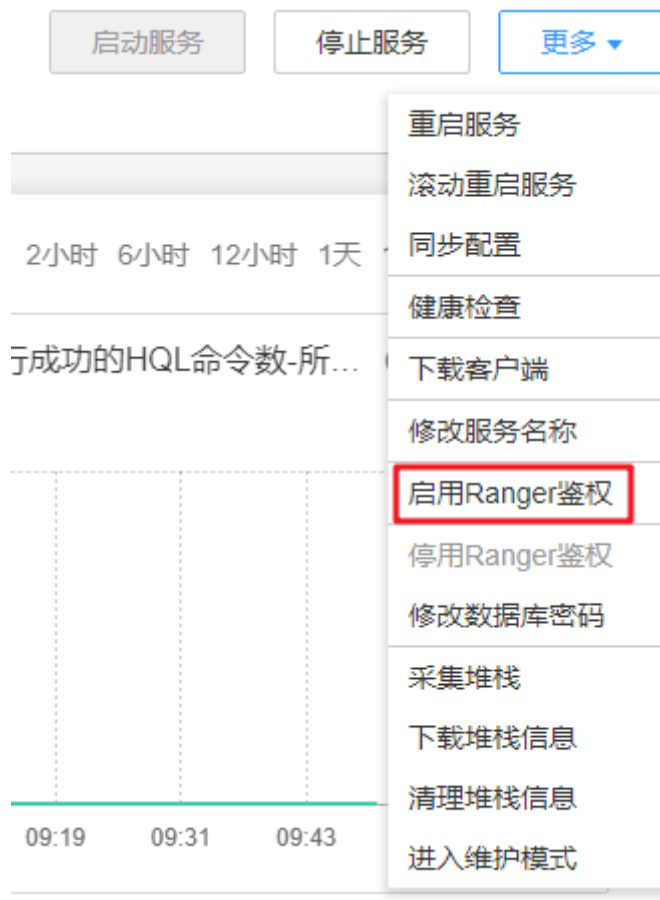 启动服务 停止服务 更多
重启服务
滚动重启服务
2小时 6小时 12小时 1天
同步配置
健康检查
行成功的HQL命令数-所...
下载客户端
修改服务名称
启用Ranger鉴权
停用Ranger鉴权
修改数据库密码
采集堆栈
下载堆栈信息
清理堆栈信息
09:19 09:31 09:43
进入维护模式